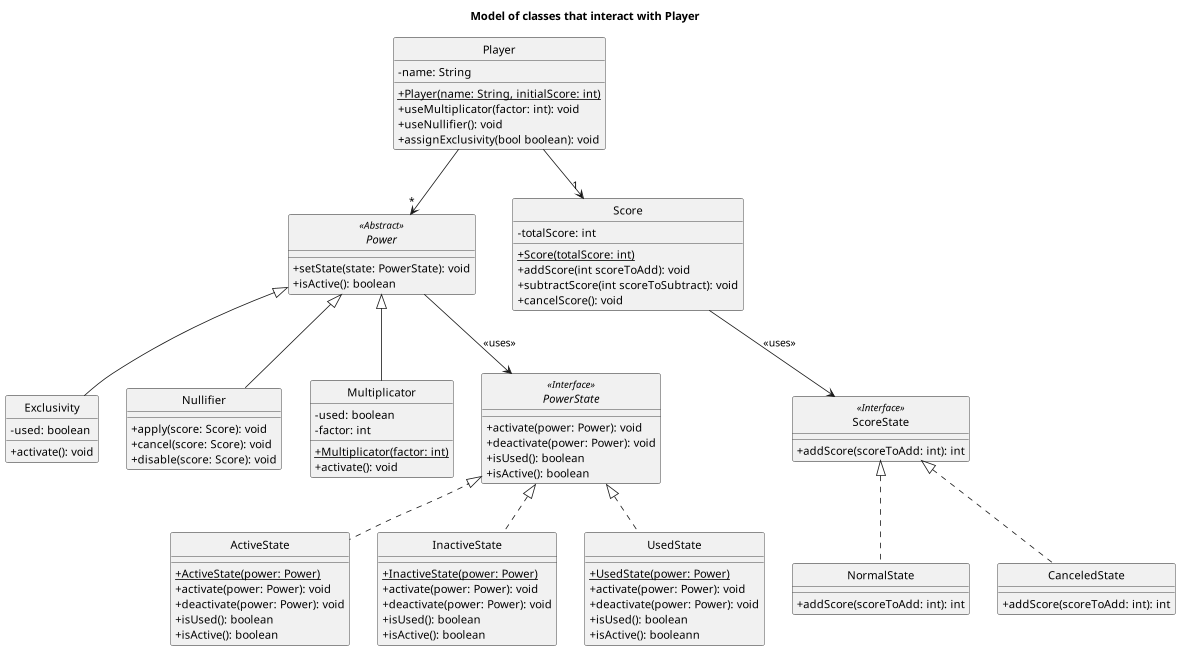 Model of classes that interact with Player
Player
-name: String
+Player(name: String, initialScore: int)
+useMultiplicator(factor: int): void
+useNullifier(): void
+assignExclusivity(bool boolean): void
*
1
«Abstract»
Power
+setState(state: PowerState): void
+isActive(): boolean
Score
-totalScore: int
+Score(totalScore: int)
+addScore(int scoreToAdd): void
+subtractScore(int scoreToSubtract): void
+cancelScore(): void
«uses»
«uses»
Exclusivity
-used: boolean
+activate(): void
Nullifier
+apply(score: Score): void
+cancel(score: Score): void
+disable(score: Score): void
Multiplicator
-used: boolean
-factor: int
+Multiplicator(factor: int)
+activate(): void
«Interface»
PowerState
+activate(power: Power): void
+deactivate(power: Power): void
+isUsed(): boolean
+isActive(): boolean
«Interface»
ScoreState
+addScore(scoreToAdd: int): int
ActiveState
+ActiveState(power: Power)
+activate(power: Power): void
+deactivate(power: Power): void
+isUsed(): boolean
+isActive(): boolean
InactiveState
+InactiveState(power: Power)
+activate(power: Power): void
+deactivate(power: Power): void
+isUsed(): boolean
+isActive(): boolean
UsedState
+UsedState(power: Power)
+activate(power: Power): void
+deactivate(power: Power): void
+isUsed(): boolean
+isActive(): booleann
NormalState
+addScore(scoreToAdd: int): int
CanceledState
+addScore(scoreToAdd: int): int